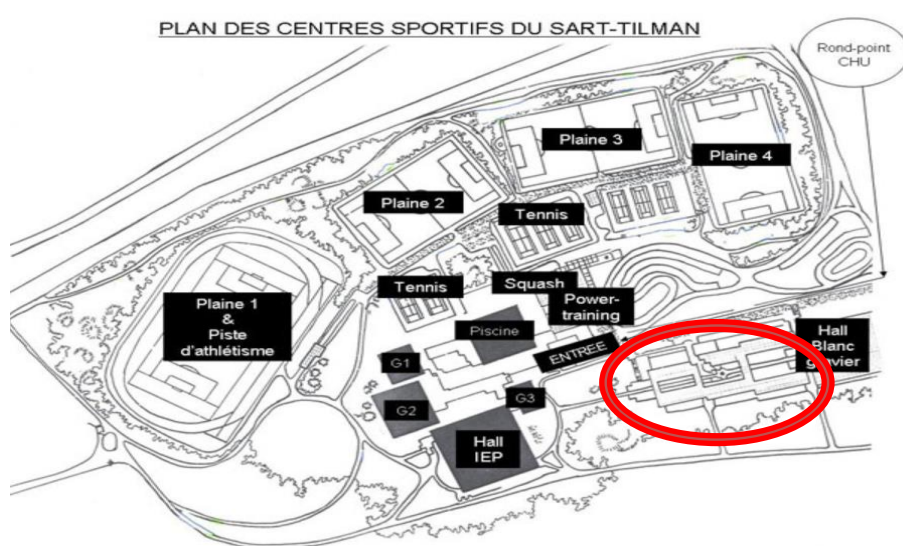 PLAN DES CENTRES SPORTIFS DU SART-TILMAN
Rond-point
CHU
Plaine 3
Plaine 4
Plaine 2
Tennis
Tennis
Squash
Power-
training
Plaine 1
&
Piste
d'athlétisme
Piscine
ENTREE
Hall
Blanc
gravier
G1
G2
G3
Hall
IEP